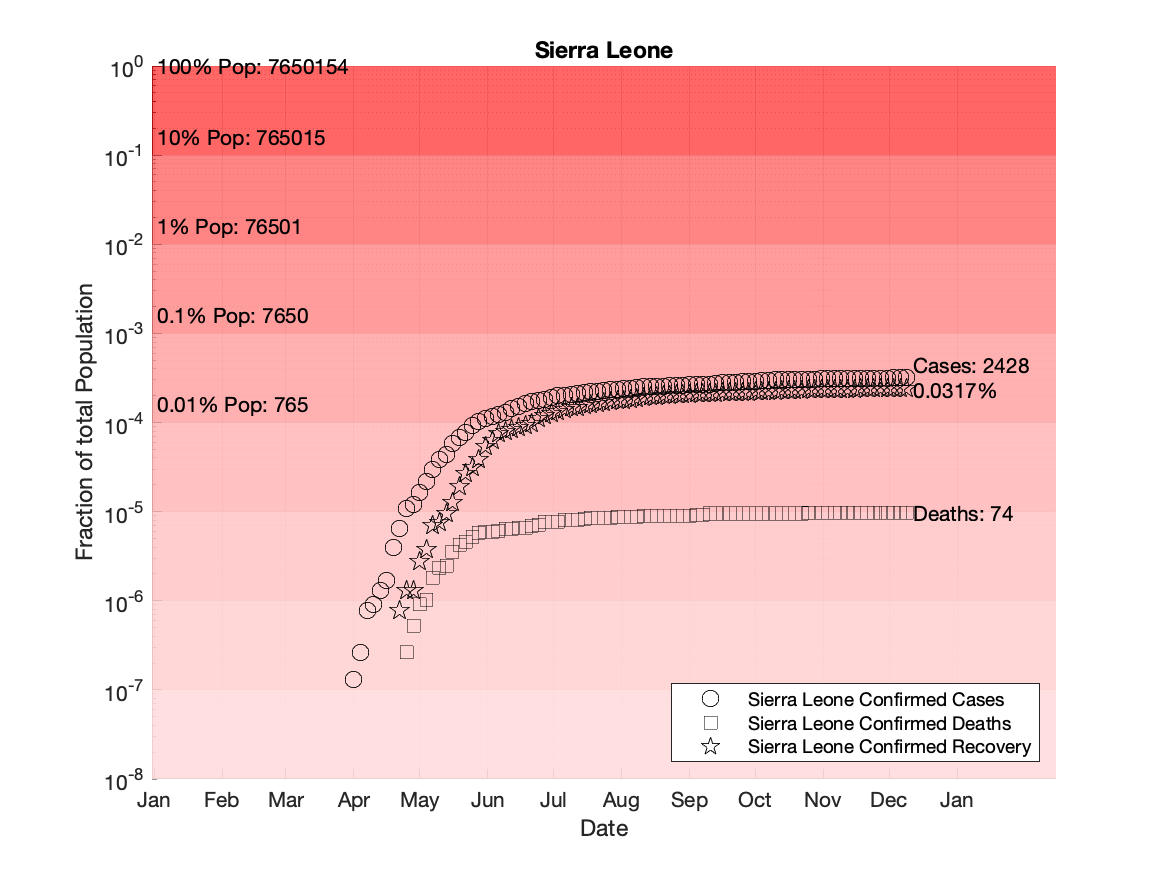 Sierra Leone
10^0
100% Pop: 7650154
10% Pop: 765015
10^-1
1% Pop: 76501
10^-2
0.1% Pop: 7650
10^-3
Cases: 2428
0.0317%
0.01% Pop: 765
10^-4
10^-5
Deaths: 74
10^-6
10^-7
10^-8
Fraction of total Population
Sierra Leone Confirmed Cases
Sierra Leone Confirmed Deaths
Sierra Leone Confirmed Recovery
Jan Feb Mar Apr May Jun Jul Aug Sep Oct Nov Dec Jan
Date